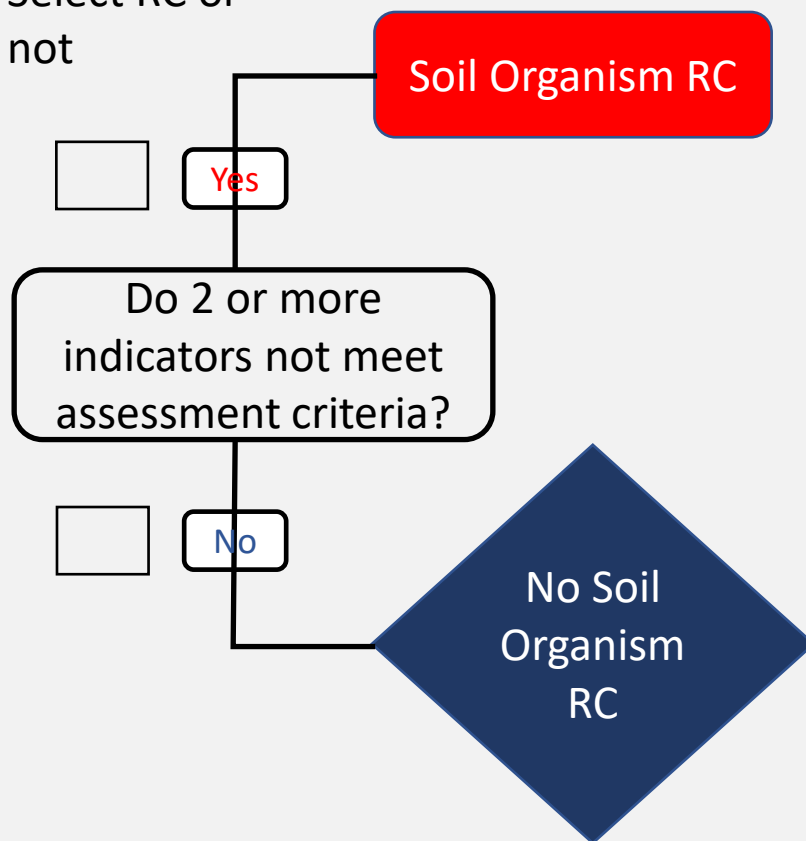 not
Soil Organism RC
Yes
Do 2 or more
indicators not meet
assessment criteria?
No
No Soil
Organism
RC